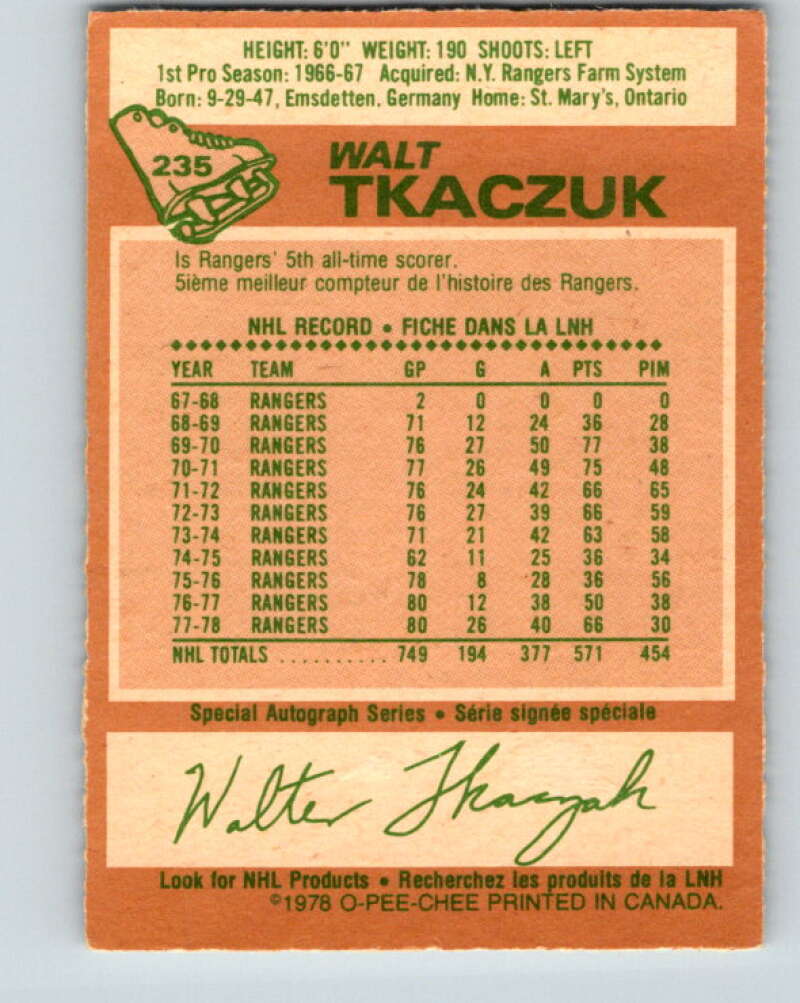 HEIGHT: 6'0" WEIGHT: 190 SHOOTS: LEFT
1st Pro Season: 1966-67 Acquired: N.Y. Rangers Farm System
Born: 9-29-47, Emsdetten, Germany Home: St. Mary's, Ontario
235
WALT
TKACZUK
Is Rangers' 5th all-time scorer.
5ième meilleur compteur de l'histoire des Rangers.
NHL RECORD • FICHE DANS LA LNH
YEAR TEAM GP G A PTS PIM
67-68 RANGERS 2 0 0 0 0
68-69 RANGERS 71 12 24 36 28
69-70 RANGERS 76 27 50 77 38
70-71 RANGERS 77 26 49 75 48
71-72 RANGERS 76 24 42 66 65
72-73 RANGERS 76 27 39 66 59
73-74 RANGERS 71 21 42 63 58
74-75 RANGERS 62 11 25 36 34
75-76 RANGERS 78 8 28 36 56
76-77 RANGERS 80 12 38 50 38
77-78 RANGERS 80 26 40 66 30
NHL TOTALS .......... 749 194 377 571 454
Special Autograph Series • Série signée spéciale
Walter Tkaczuk
Look for NHL Products • Recherchez les produits de la LNH
©1978 O-PEE-CHEE PRINTED IN CANADA.